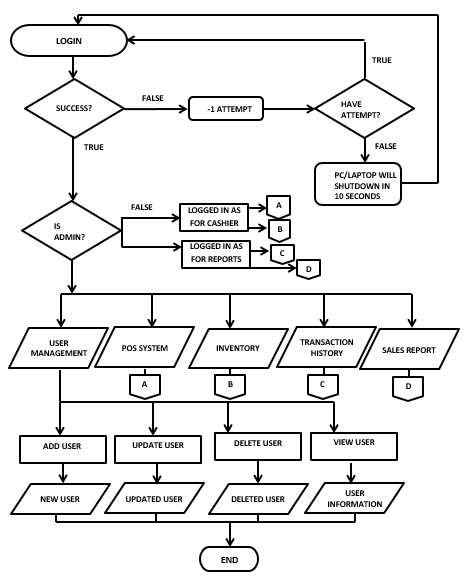 LOGIN
TRUE
SUCCESS?
FALSE
-1 ATTEMPT
HAVE
ATTEMPT?
TRUE
FALSE
PC/LAPTOP WILL
SHUTDOWN IN
10 SECONDS
IS
ADMIN?
FALSE
LOGGED IN AS
FOR CASHIER
A
B
LOGGED IN AS
FOR REPORTS
C
D
USER
MANAGEMENT
POS SYSTEM
INVENTORY
TRANSACTION
HISTORY
SALES REPORT
A
B
C
D
ADD USER
UPDATE USER
DELETE USER
VIEW USER
NEW USER
UPDATED USER
DELETED USER
USER
INFORMATION
END